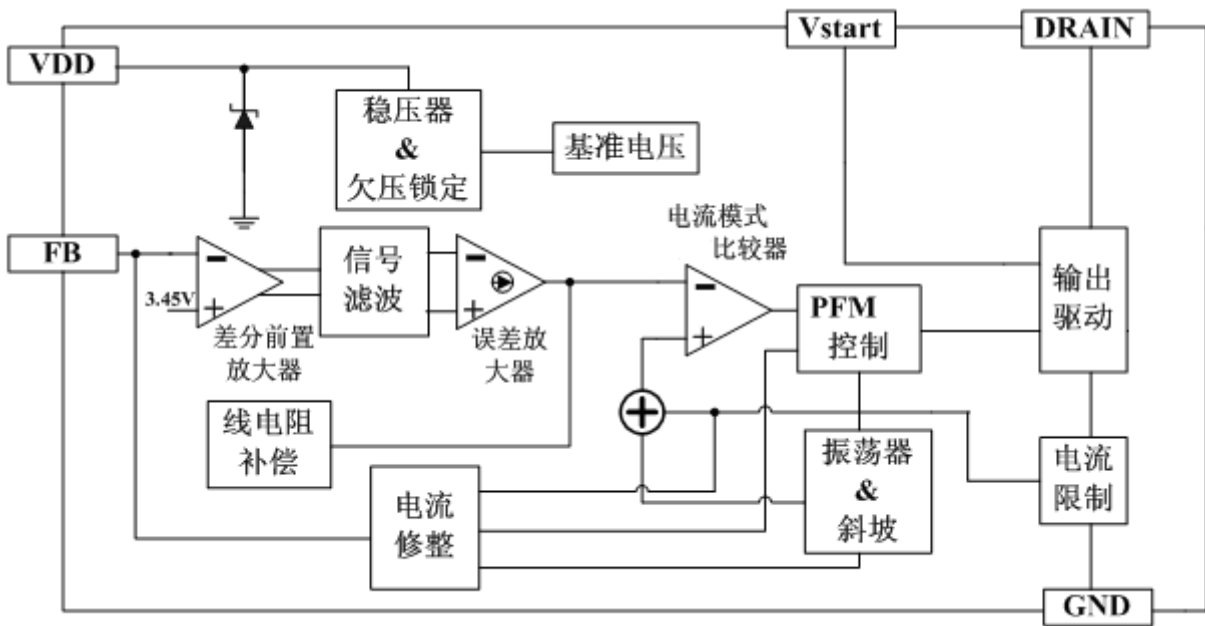 Vstart
DRAIN
VDD
稳压器
&
欠压锁定
基准电压
FB
3.45V
差分前置
放大器
信号
滤波
误差放
大器
电流模式
比较器
PFM
控制
输出
驱动
线电阻
补偿
电流
修整
振荡器
&
斜坡
电流
限制
GND